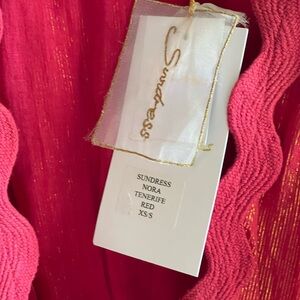 Sundress
SUNDRESS
NORA
TENERIFE
RED
XS/S